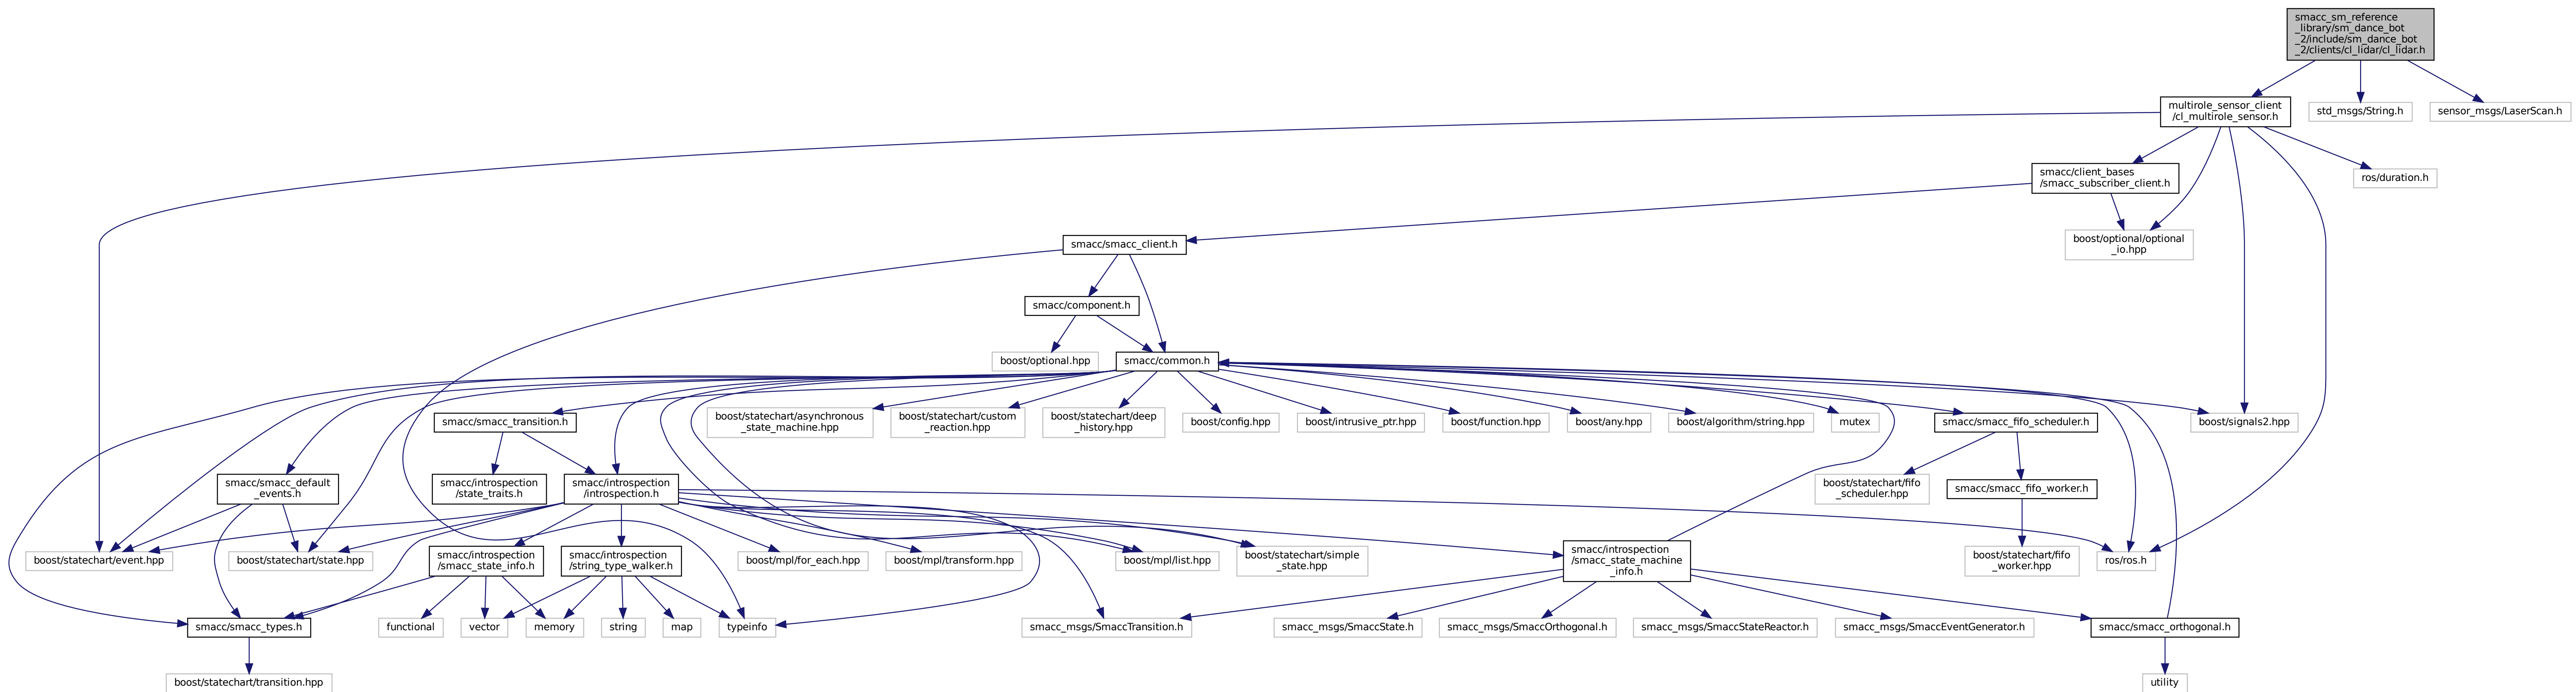 smacc_sm_reference
_library/sm_dance_bot
_2/include/sm_dance_bot
_2/clients/cl_lidar/cl_lidar.h
multirole_sensor_client
/cl_multirole_sensor.h
std_msgs/String.h
sensor_msgs/LaserScan.h
smacc/client_bases
/smacc_subscriber_client.h
ros/duration.h
smacc/smacc_client.h
boost/optional/optional
_io.hpp
smacc/component.h
boost/optional.hpp
smacc/common.h
smacc/smacc_transition.h
boost/statechart/asynchronous
_state_machine.hpp
boost/statechart/custom
_reaction.hpp
boost/statechart/deep
_history.hpp
boost/config.hpp
boost/intrusive_ptr.hpp
boost/function.hpp
boost/any.hpp
boost/algorithm/string.hpp
mutex
smacc/smacc_fifo_scheduler.h
boost/signals2.hpp
smacc/smacc_default
_events.h
smacc/introspection
/state_traits.h
smacc/introspection
/introspection.h
boost/statechart/fifo
_scheduler.hpp
smacc/smacc_fifo_worker.h
boost/statechart/event.hpp
boost/statechart/state.hpp
smacc/introspection
/smacc_state_info.h
smacc/introspection
/string_type_walker.h
boost/mpl/for_each.hpp
boost/mpl/transform.hpp
boost/mpl/list.hpp
boost/statechart/simple
_state.hpp
smacc/introspection
/smacc_state_machine
_info.h
boost/statechart/fifo
_worker.hpp
ros/ros.h
smacc/smacc_types.h
functional
vector
memory
string
map
typeinfo
smacc_msgs/SmaccTransition.h
smacc_msgs/SmaccState.h
smacc_msgs/SmaccOrthogonal.h
smacc_msgs/SmaccStateReactor.h
smacc_msgs/SmaccEventGenerator.h
smacc/smacc_orthogonal.h
boost/statechart/transition.hpp
utility